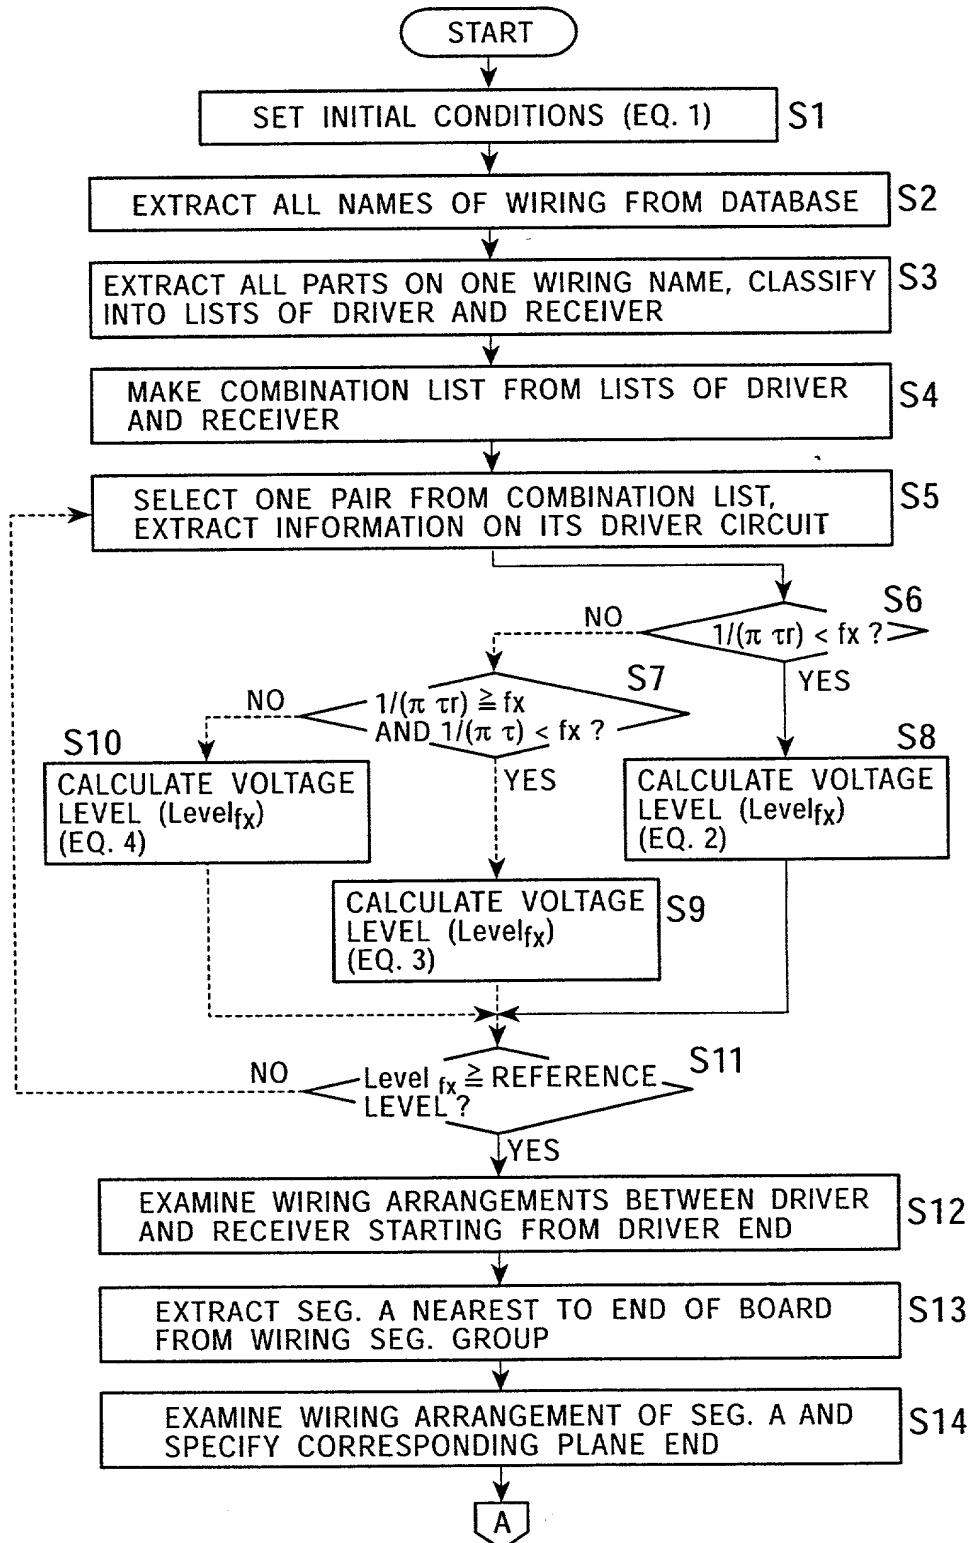 START
SET INITIAL CONDITIONS (EQ. 1)
S1
EXTRACT ALL NAMES OF WIRING FROM DATABASE
S2
EXTRACT ALL PARTS ON ONE WIRING NAME, CLASSIFY
INTO LISTS OF DRIVER AND RECEIVER
S3
MAKE COMBINATION LIST FROM LISTS OF DRIVER
AND RECEIVER
S4
SELECT ONE PAIR FROM COMBINATION LIST,
EXTRACT INFORMATION ON ITS DRIVER CIRCUIT
S5
S6
1/(π τr) < fx ?
NO
YES
S7
1/(π τr) ≧ fx
AND 1/(π τ) < fx ?
NO
YES
S10
CALCULATE VOLTAGE
LEVEL (Levelfx)
(EQ. 4)
S8
CALCULATE VOLTAGE
LEVEL (Levelfx)
(EQ. 2)
CALCULATE VOLTAGE
LEVEL (Levelfx)
(EQ. 3)
S9
S11
Level fx ≧ REFERENCE
LEVEL ?
NO
YES
EXAMINE WIRING ARRANGEMENTS BETWEEN DRIVER
AND RECEIVER STARTING FROM DRIVER END
S12
EXTRACT SEG. A NEAREST TO END OF BOARD
FROM WIRING SEG. GROUP
S13
EXAMINE WIRING ARRANGEMENT OF SEG. A AND
SPECIFY CORRESPONDING PLANE END
S14
A